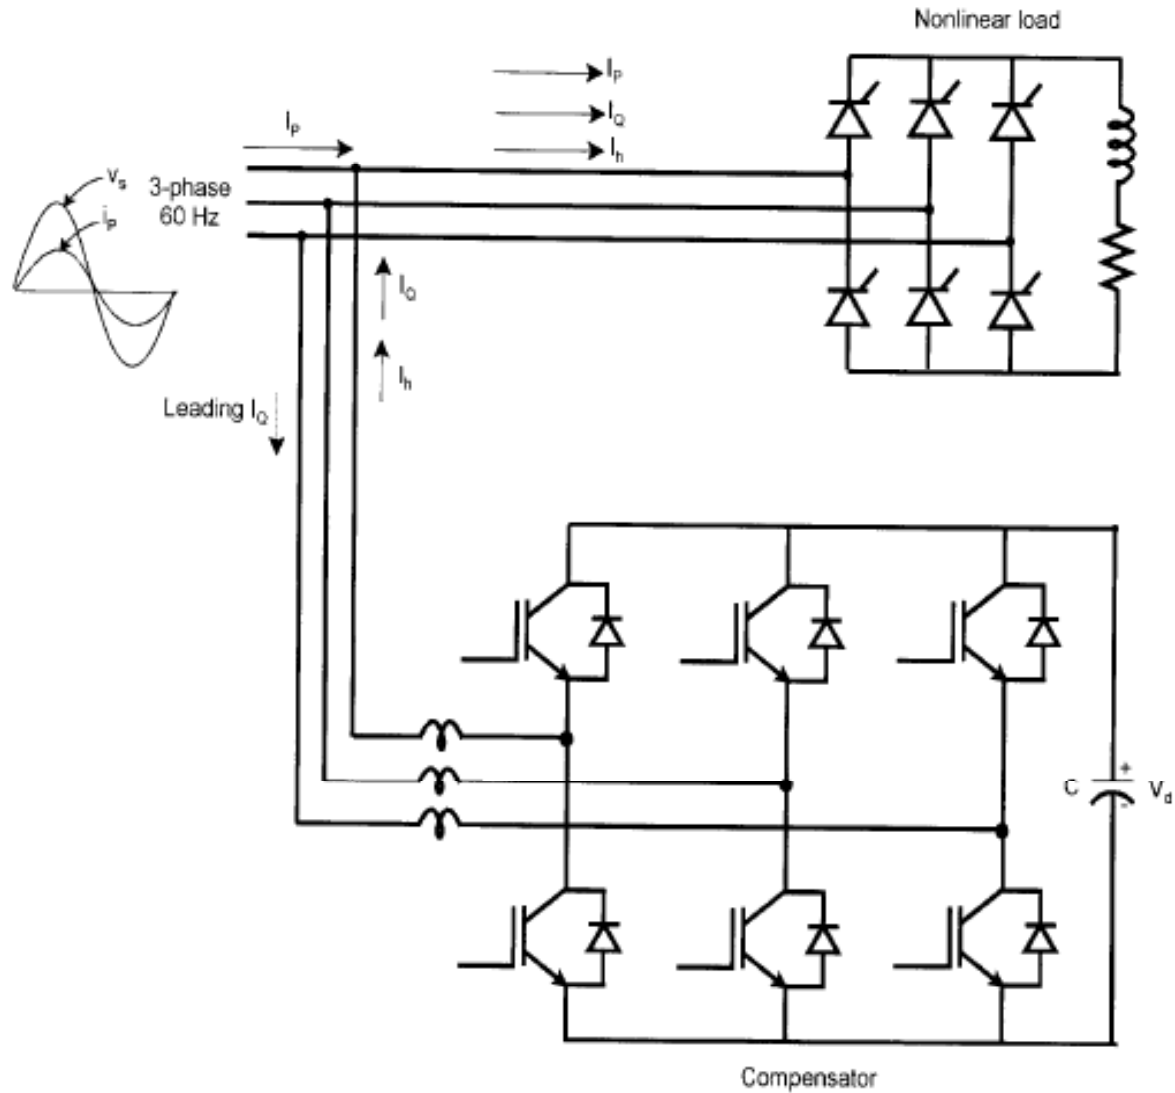 Nonlinear load
I_P
I_Q
I_h
I_P
v_s
3-phase
60 Hz
i_P
I_Q
I_h
Leading I_Q
+
C
V_d
-
Compensator